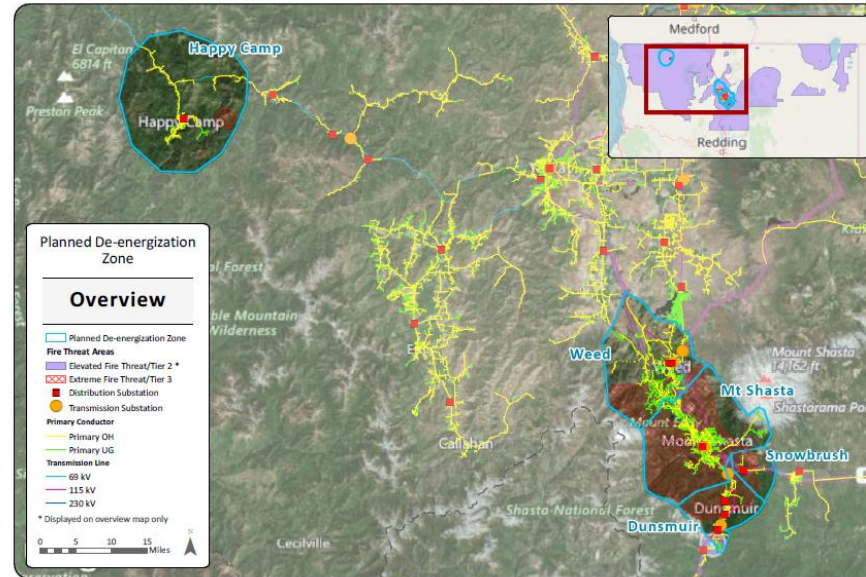 El Capitan
6814 ft
Happy Camp
Preston Peak
Happy Camp
Medford
Redding
Planned De-energization
Zone
Overview
Planned De-energization Zone
Fire Threat Areas
Elevated Fire Threat/Tier 2 *
Extreme Fire Threat/Tier 3
Distribution Substation
Transmission Substation
Primary Conductor
Primary OH
Primary UG
Transmission Line
69 kV
115 kV
230 kV
* Displayed on overview map only
N
0 5 10 15
Miles
Forest
Mountain
Wilderness
Weed
Mount Shasta
14,162 ft
Mt Shasta
Shastarama
Callahan
Snowbrush
Shasta-National Forest
Dunsmuir
Dunsmuir
Cecilville